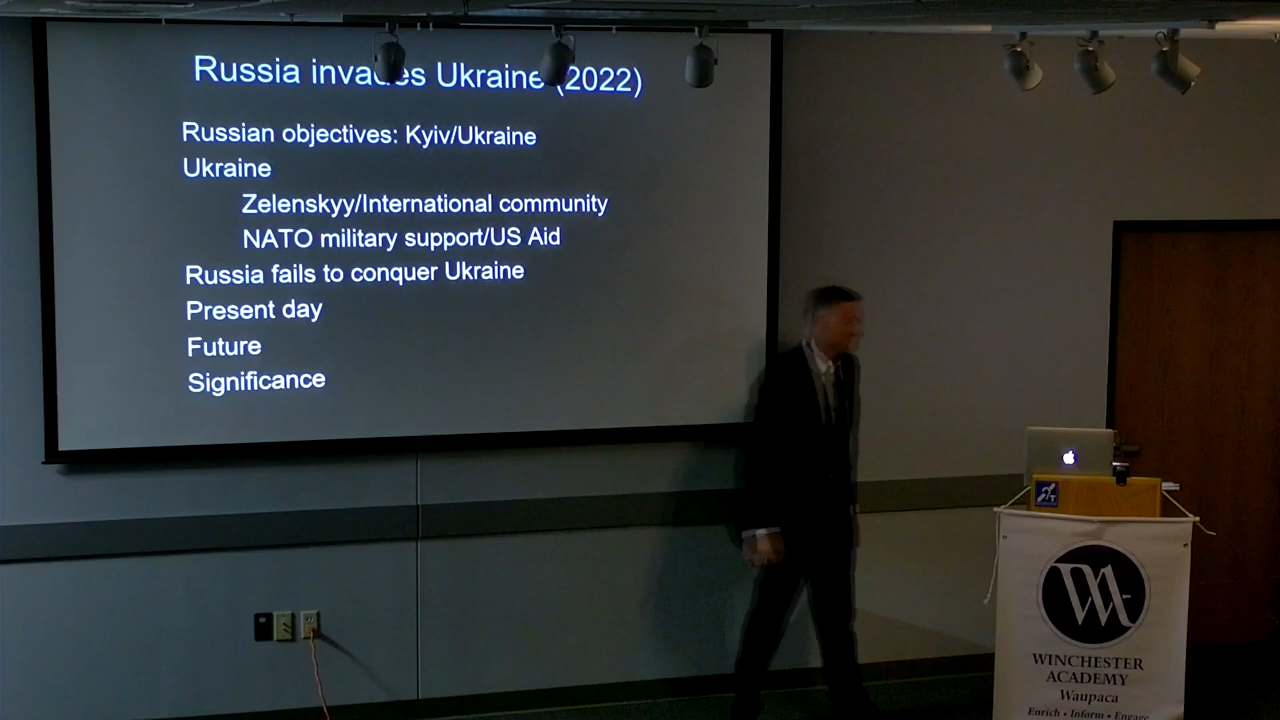 Russia invades Ukraine (2022)
Russian objectives: Kyiv/Ukraine
Ukraine
Zelenskyy/International community
NATO military support/US Aid
Russia fails to conquer Ukraine
Present day
Future
Significance
WA
WINCHESTER
ACADEMY
Waupaca
Enrich • Inform • Engage